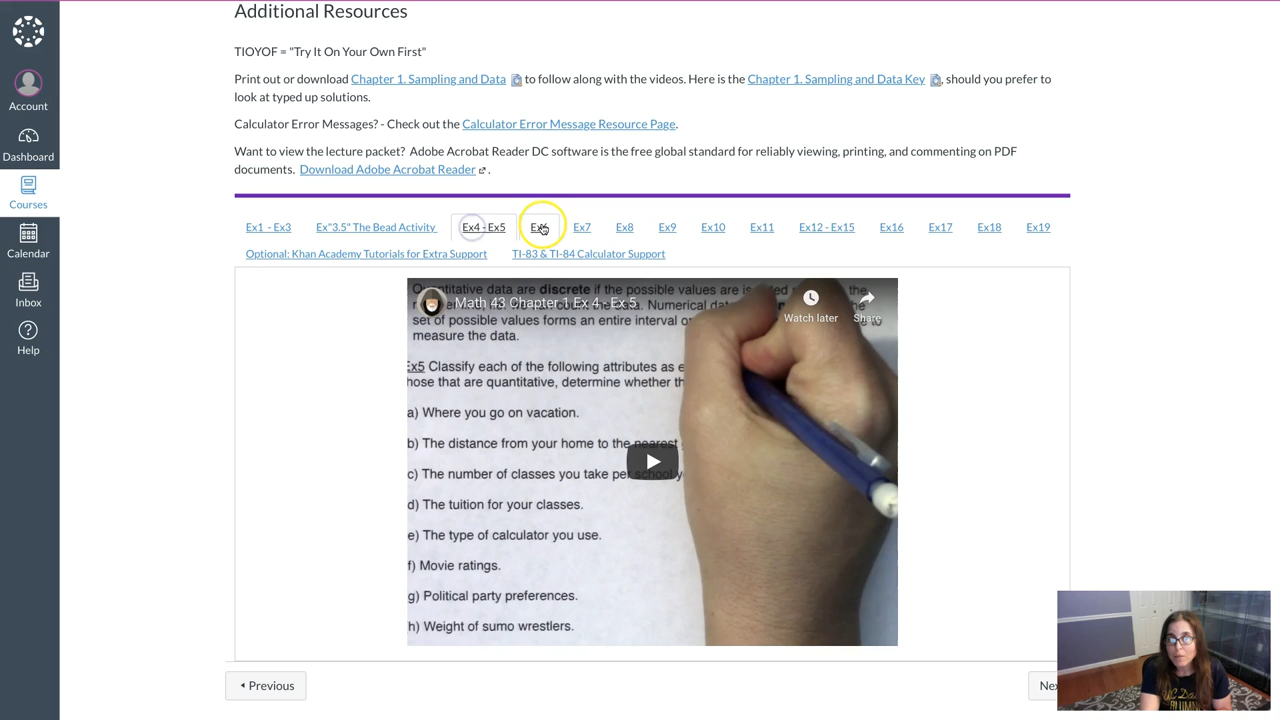 Additional Resources
TIOYOF = "Try It On Your Own First"
Print out or download Chapter 1. Sampling and Data to follow along with the videos. Here is the Chapter 1. Sampling and Data Key, should you prefer to
look at typed up solutions.
Calculator Error Messages? - Check out the Calculator Error Message Resource Page.
Want to view the lecture packet? Adobe Acrobat Reader DC software is the free global standard for reliably viewing, printing, and commenting on PDF
documents. Download Adobe Acrobat Reader.
Account
Dashboard
Courses
Calendar
Inbox
Help
Ex1 - Ex3 Ex"3.5" The Bead Activity Ex4 - Ex5 Ex7 Ex8 Ex9 Ex10 Ex11 Ex12 - Ex15 Ex16 Ex17 Ex18 Ex19
Optional: Khan Academy Tutorials for Extra Support TI-83 & TI-84 Calculator Support
Math 43 Chapter 1 Ex 4 - Ex 5
Watch later
Share
Quantitative data are discrete if the possible values are the
set of possible values forms an entire interval
measure the data.
Ex5 Classify each of the following attributes as
those that are quantitative, determine whether
a) Where you go on vacation.
b) The distance from your home to the nearest
c) The number of classes you take per school
d) The tuition for your classes.
e) The type of calculator you use.
f) Movie ratings.
g) Political party preferences.
h) Weight of sumo wrestlers.
Previous